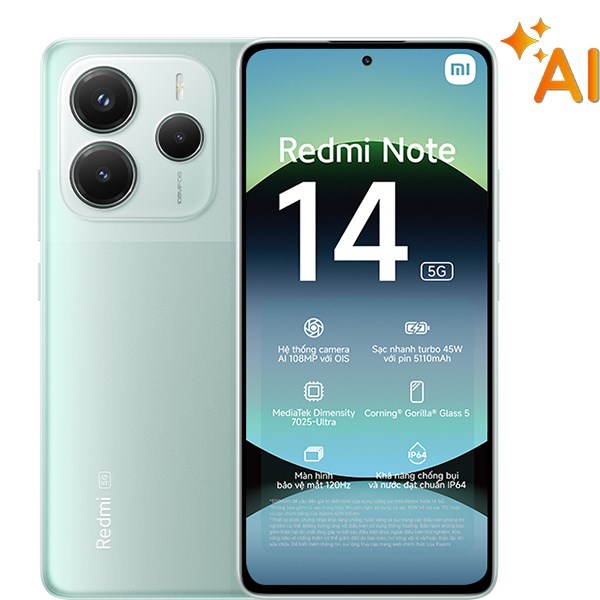 AI
mi
Redmi Note
14
5G
108MP OIS
Hệ thống camera
AI 108MP với OIS
Sạc nhanh turbo 45W
với pin 5110mAh
MediaTek Dimensity
7025-Ultra
Corning® Gorilla® Glass 5
IP64
Màn hình
bảo vệ mắt 120Hz
Khả năng chống bụi
và nước đạt chuẩn IP64
Redmi 5G